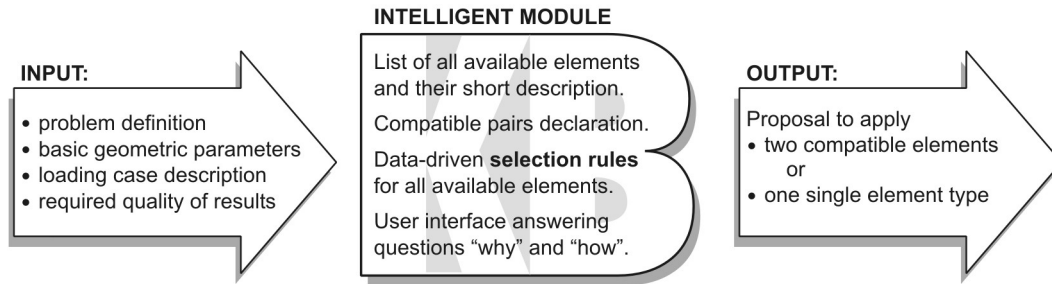 INPUT:
• problem definition
• basic geometric parameters
• loading case description
• required quality of results
INTELLIGENT MODULE
KB
List of all available elements
and their short description.
Compatible pairs declaration.
Data-driven selection rules
for all available elements.
User interface answering
questions “why” and “how”.
OUTPUT:
Proposal to apply
• two compatible elements
or
• one single element type